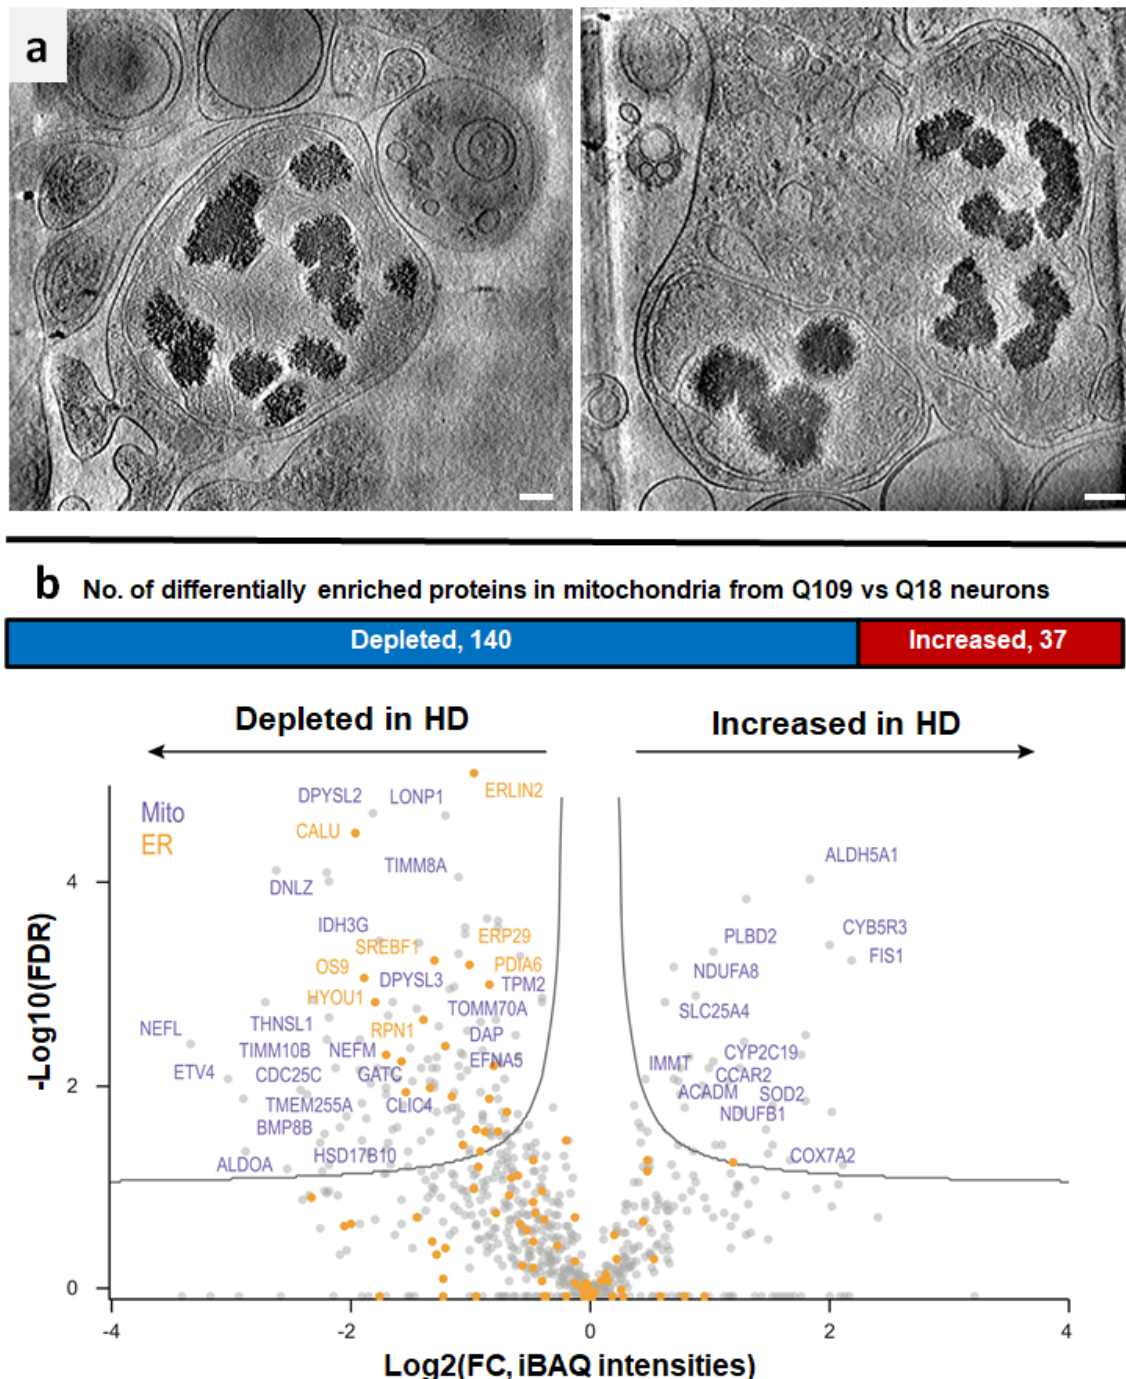 a
b No. of differentially enriched proteins in mitochondria from Q109 vs Q18 neurons
Depleted, 140 Increased, 37
Depleted in HD Increased in HD
Mito
ER
DPYSL2 LONP1 ERLIN2
CALU
TIMM8A ALDH5A1
DNLZ
IDH3G CYB5R3
SREBF1 ERP29 PLBD2
OS9 PDIA6 FIS1
DPYSL3 TPM2 NDUFA8
HYOU1 TOMM70A SLC25A4
NEFL THNSL1 RPN1 DAP
TIMM10B NEFM EFNA5 IMMT CYP2C19
ETV4 CDC25C GATC CCAR2
TMEM255A CLIC4 ACADM SOD2
BMP8B NDUFB1
ALDOA HSD17B10 COX7A2
4
2
0
-4 -2 0 2 4
-Log10(FDR)
Log2(FC, iBAQ intensities)